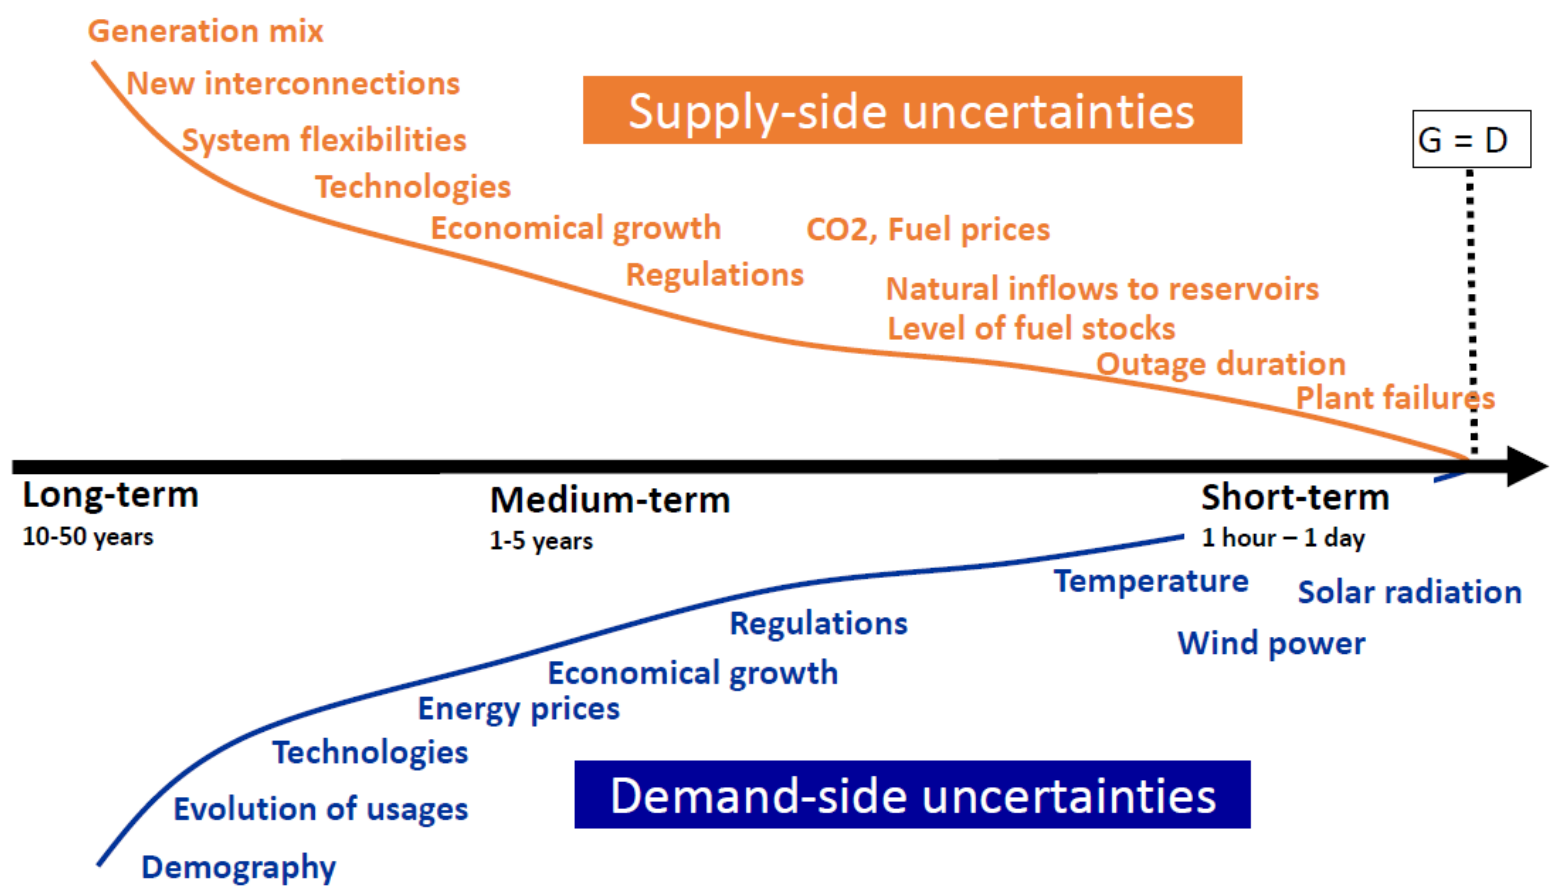 Generation mix
New interconnections
Supply-side uncertainties
System flexibilities
G = D
Technologies
Economical growth
CO2, Fuel prices
Regulations
Natural inflows to reservoirs
Level of fuel stocks
Outage duration
Plant failures
Long-term
10-50 years
Medium-term
1-5 years
Short-term
1 hour – 1 day
Temperature
Solar radiation
Regulations
Wind power
Economical growth
Energy prices
Technologies
Demand-side uncertainties
Evolution of usages
Demography